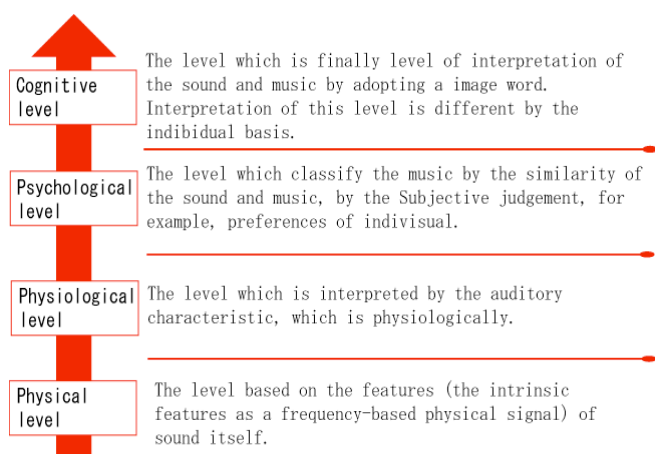 Cognitive
level
The level which is finally level of interpretation of
the sound and music by adopting a image word.
Interpretation of this level is different by the
indibidual basis.
Psychological
level
The level which classify the music by the similarity of
the sound and music, by the Subjective judgement, for
example, preferences of indivisual.
Physiological
level
The level which is interpreted by the auditory
characteristic, which is physiologically.
Physical
level
The level based on the features (the intrinsic
features as a frequency-based physical signal) of
sound itself.